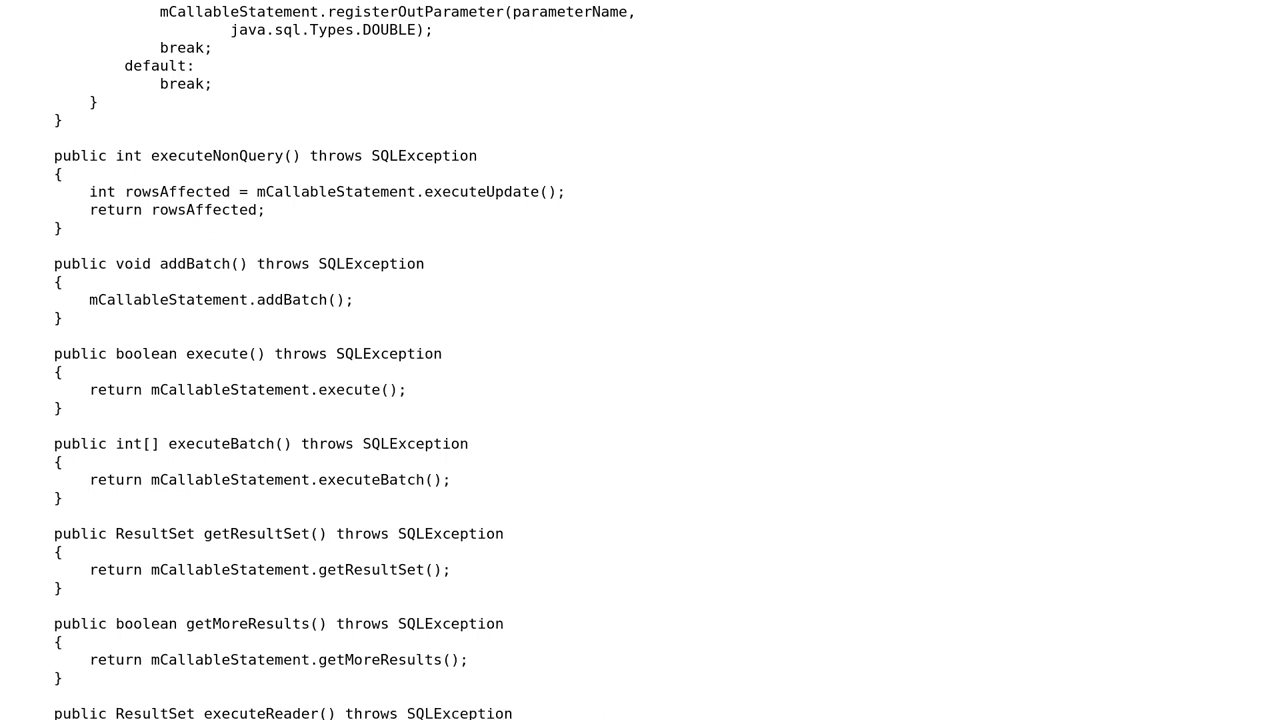 mCallableStatement.registerOutParameter(parameterName,
                    java.sql.Types.DOUBLE);
            break;
        default:
            break;
    }
}

public int executeNonQuery() throws SQLException
{
    int rowsAffected = mCallableStatement.executeUpdate();
    return rowsAffected;
}

public void addBatch() throws SQLException
{
    mCallableStatement.addBatch();
}

public boolean execute() throws SQLException
{
    return mCallableStatement.execute();
}

public int[] executeBatch() throws SQLException
{
    return mCallableStatement.executeBatch();
}

public ResultSet getResultSet() throws SQLException
{
    return mCallableStatement.getResultSet();
}

public boolean getMoreResults() throws SQLException
{
    return mCallableStatement.getMoreResults();
}

public ResultSet executeReader() throws SQLException